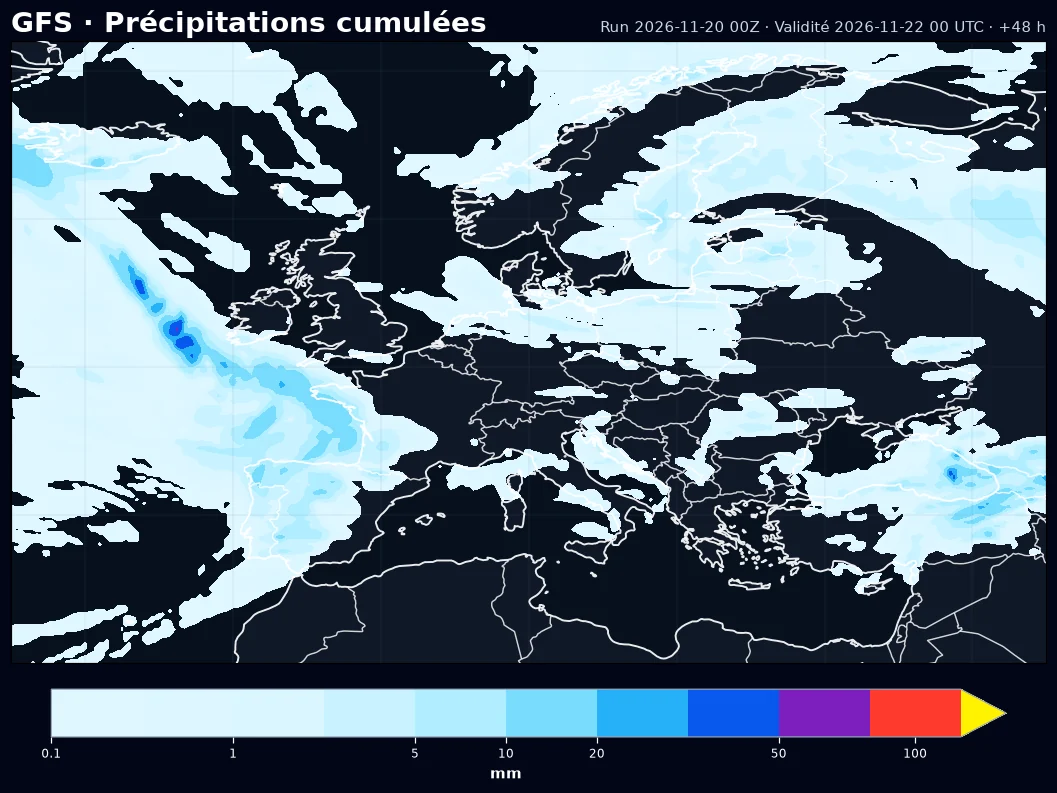 GFS · Précipitations cumulées
Run 2026-11-20 00Z · Validité 2026-11-22 00 UTC · +48 h
0.1 1 5 10 20 50 100
mm